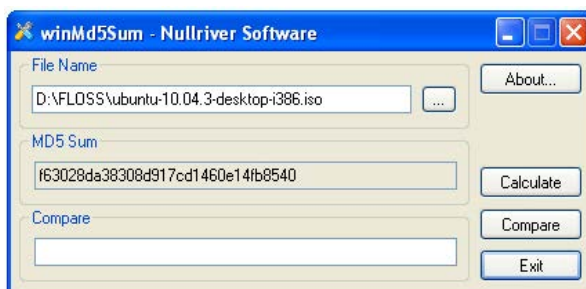 winMd5Sum - Nullriver Software
File Name
D:\FLOSS\ubuntu-10.04.3-desktop-i386.iso
...
About...
MD5 Sum
f63028da38308d917cd1460e14fb8540
Calculate
Compare
Compare
Exit